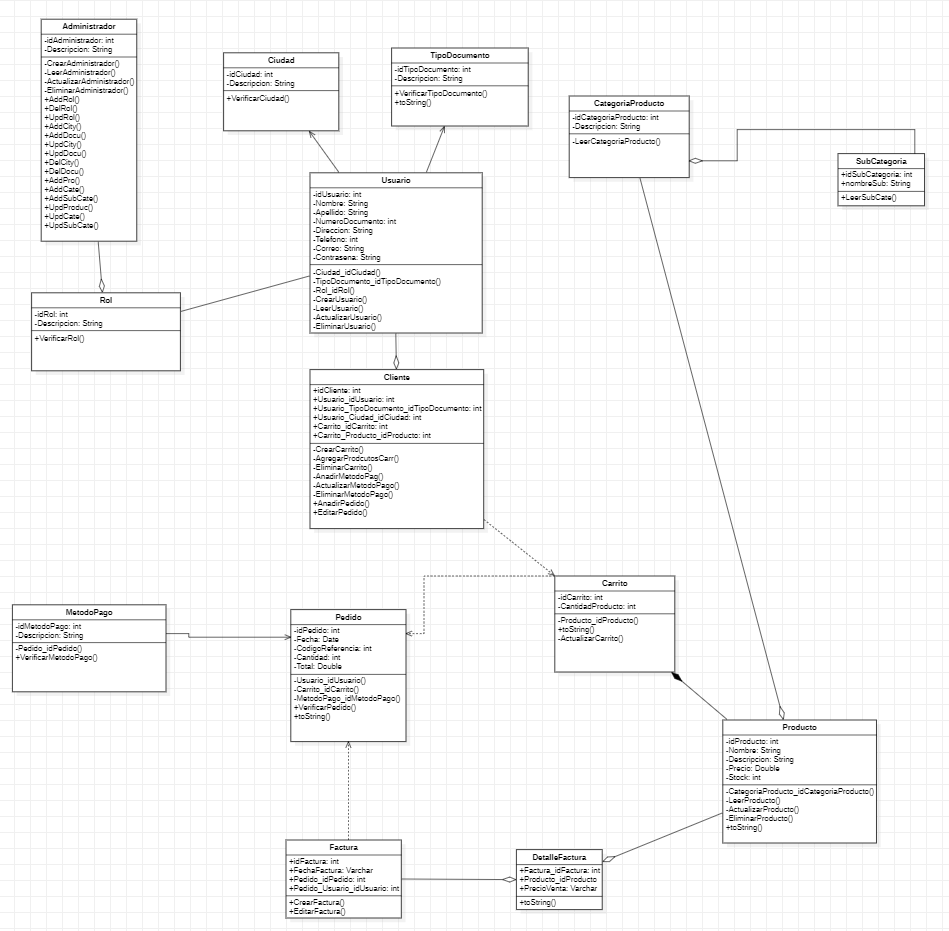 Administrador
-idAdministrador: int
-Descripcion: String
-CrearAdministrador()
-LeerAdministrador()
-ActualizarAdministrador()
-EliminarAdministrador()
+AddRol()
+DelRol()
+UpdRol()
+AddCity()
+AddDocu()
+UpdCity()
+UpdDocu()
+DelCity()
+DelDocu()
+AddPro()
+AddCate()
+AddSubCate()
+UpdProduc()
+UpdCate()
+UpdSubCate()
Ciudad
-idCiudad: int
-Descripcion: String
+VerificarCiudad()
TipoDocumento
-idTipoDocumento: int
-Descripcion: String
+VerificarTipoDocumento()
+toString()
CategoriaProducto
-idCategoriaProducto: int
-Descripcion: String
-LeerCategoriaProducto()
SubCategoria
+idSubCategoria: int
+nombreSub: String
+LeerSubCate()
Usuario
-idUsuario: int
-Nombre: String
-Apellido: String
-NumeroDocumento: int
-Direccion: String
-Telefono: int
-Correo: String
-Contrasena: String
-Ciudad_idCiudad()
-TipoDocumento_idTipoDocumento()
-Rol_idRol()
-CrearUsuario()
-LeerUsuario()
-ActualizarUsuario()
-EliminarUsuario()
Rol
-idRol: int
-Descripcion: String
+VerificarRol()
Cliente
+idCliente: int
+Usuario_idUsuario: int
+Usuario_TipoDocumento_idTipoDocumento: int
+Usuario_Ciudad_idCiudad: int
+Carrito_idCarrito: int
+Carrito_Producto_idProducto: int
-CrearCarrito()
-AgregarProdcutosCarr()
-EliminarCarrito()
-AnadirMetodoPag()
-ActualizarMetodoPago()
-EliminarMetodoPago()
+AnadirPedido()
+EditarPedido()
Carrito
-idCarrito: int
-CantidadProducto: int
-Producto_idProducto()
+toString()
-ActualizarCarrito()
MetodoPago
-idMetodoPago: int
-Descripcion: String
-Pedido_idPedido()
+VerificarMetodoPago()
Pedido
-idPedido: int
-Fecha: Date
-CodigoReferencia: int
-Cantidad: int
-Total: Double
-Usuario_idUsuario()
-Carrito_idCarrito()
-MetodoPago_idMetodoPago()
+VerificarPedido()
+toString()
Producto
-idProducto: int
-Nombre: String
-Descripcion: String
-Precio: Double
-Stock: int
-CategoriaProducto_idCategoriaProducto()
-LeerProducto()
-ActualizarProducto()
-EliminarProducto()
+toString()
Factura
+idFactura: int
+FechaFactura: Varchar
+Pedido_idPedido: int
+Pedido_Usuario_idUsuario: int
+CrearFactura()
+EditarFactura()
DetalleFactura
+Factura_idFactura: int
+Producto_idProducto
+PrecioVenta: Varchar
+toString()